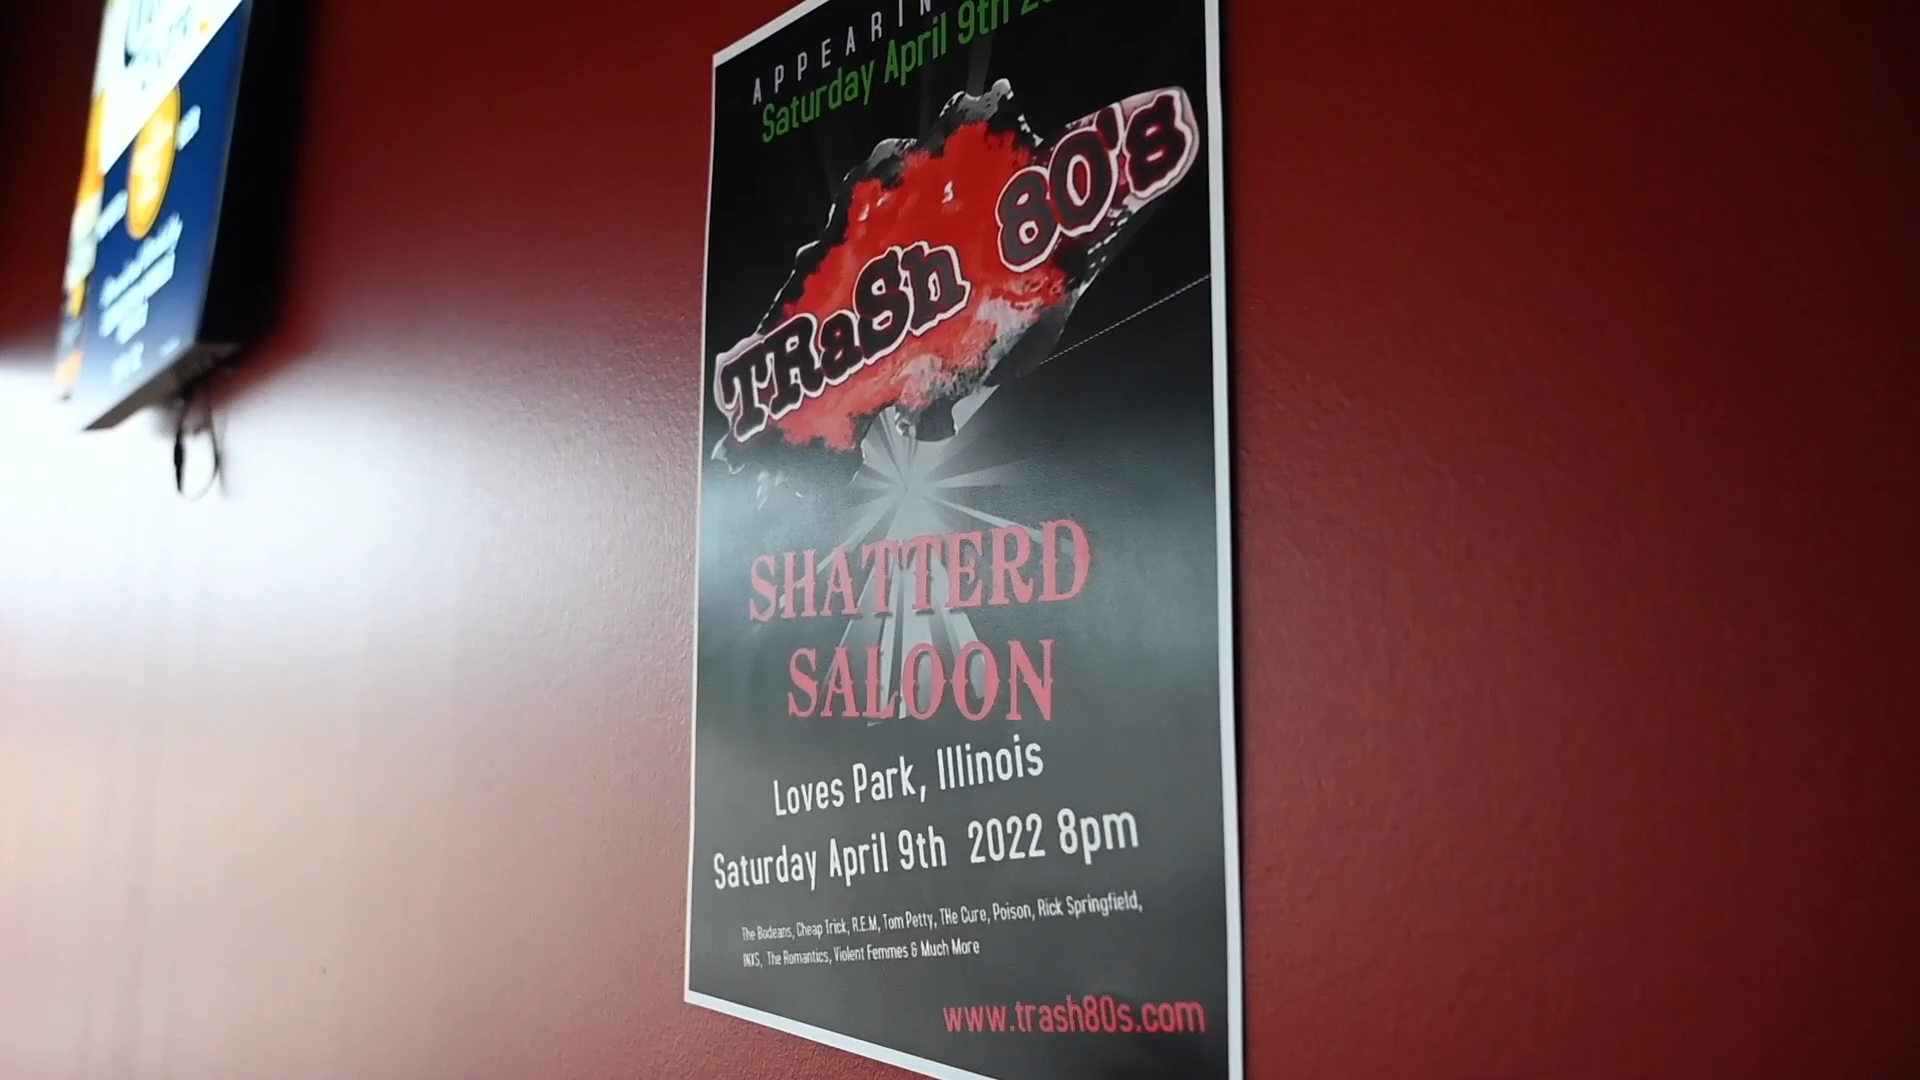 APPEARIN
Saturday April 9th
TRaSh 80's
SHATTERD
SALOON
Loves Park, Illinois
Saturday April 9th 2022 8pm
The Bodeans, Cheap Trick, R.E.M, Tom Petty, THe Cure, Poison, Rick Springfield,
INXS, The Romantics, Violent Femmes & Much More
www.trash80s.com